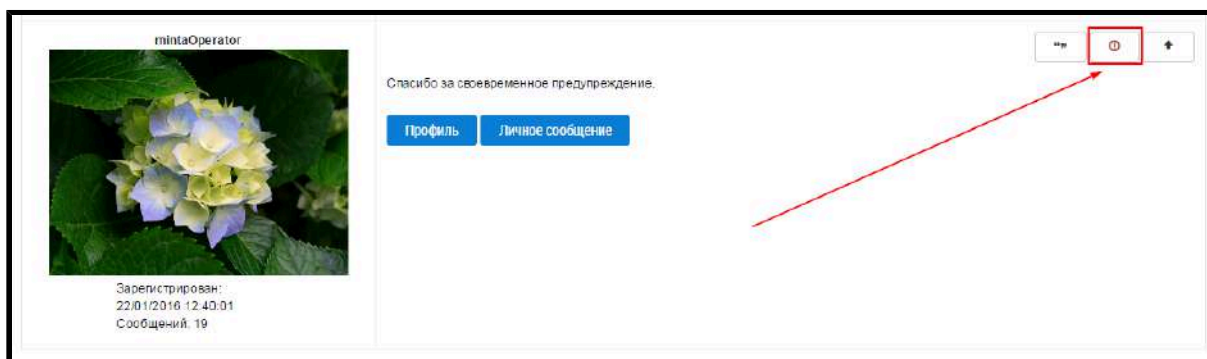 mintaOperator
Спасибо за своевременное предупреждение.
Профиль Личное сообщение
Зарегистрирован:
22/01/2016 12:40:01
Сообщений: 19